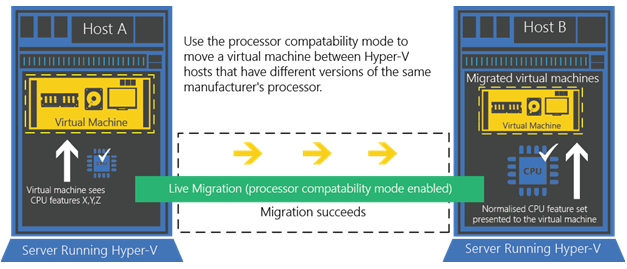 Host A
Virtual Machine
Virtual machine sees
CPU features X,Y,Z
Server Running Hyper-V
Use the processor compatability mode to
move a virtual machine between Hyper-V
hosts that have different versions of the same
manufacturer's processor.
Live Migration (processor compatability mode enabled)
Migration succeeds
Host B
Migrated virtual machines
Virtual Machine
CPU
Normalised CPU feature set
presented to the virtual machine
Server Running Hyper-V